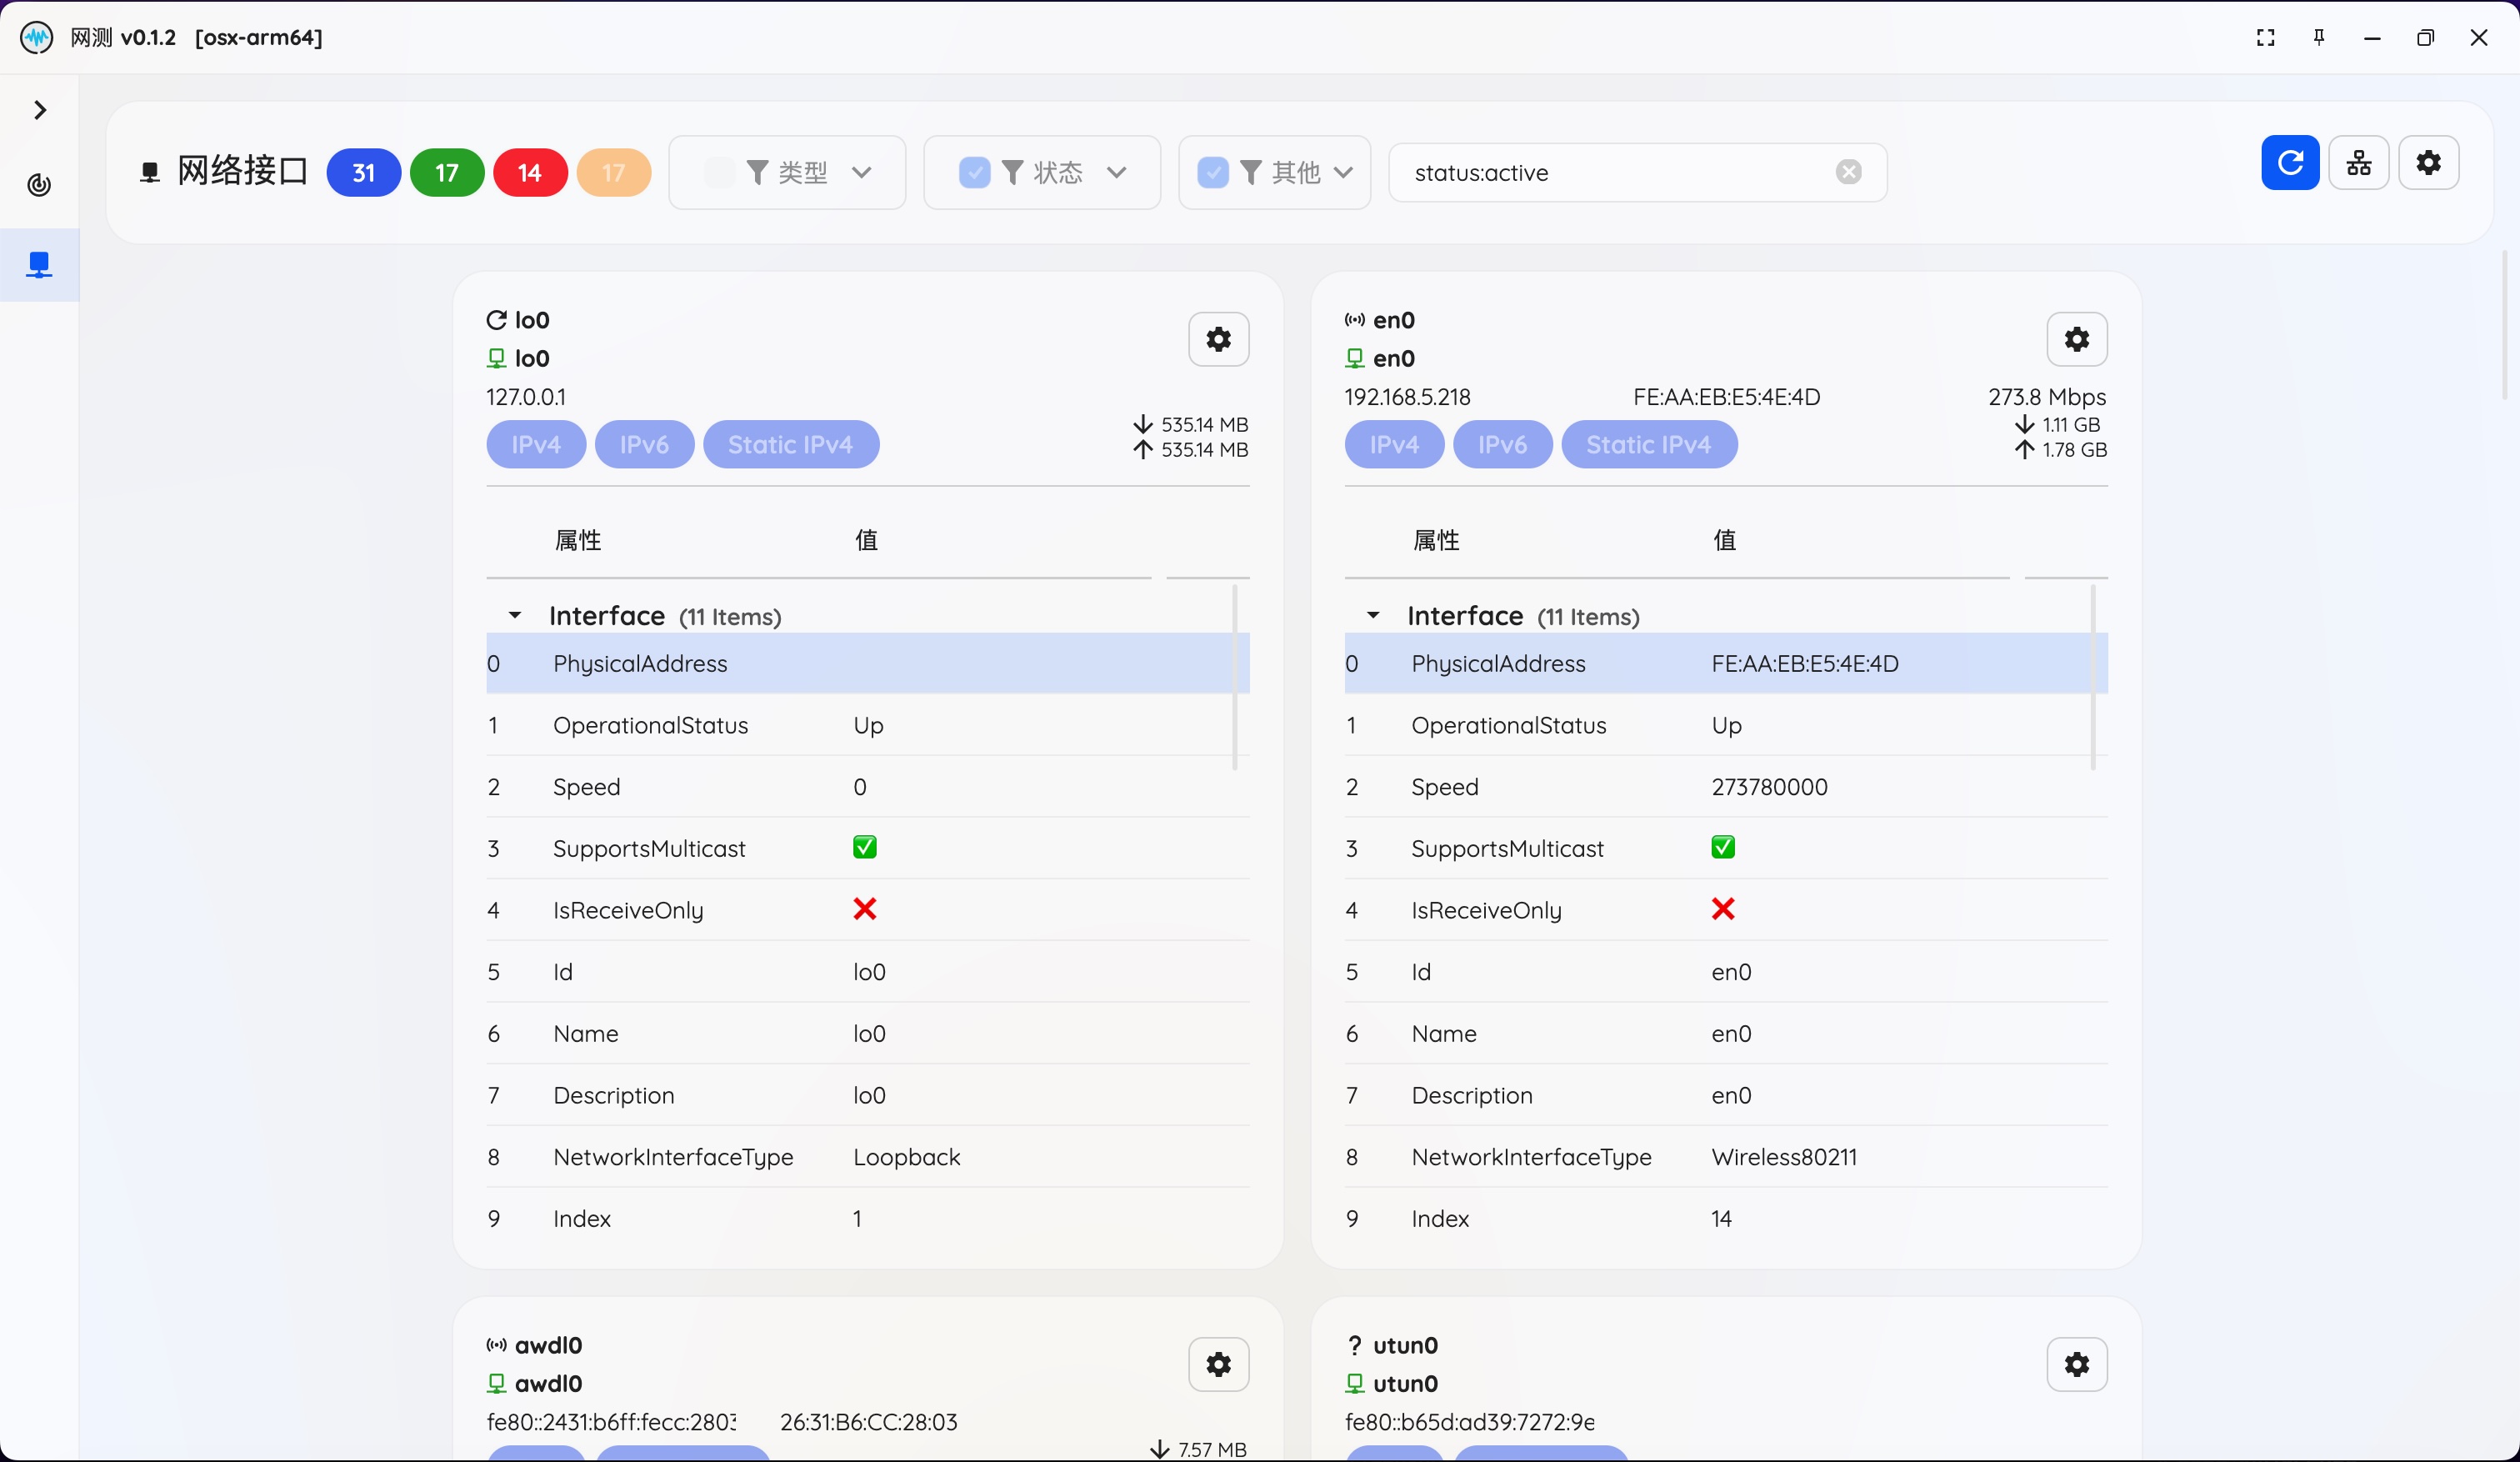 网测 v0.1.2 [osx-arm64]
网络接口 31 17 14 17 类型 状态 其他 status:active
lo0
lo0
127.0.0.1
IPv4 IPv6 Static IPv4
535.14 MB
535.14 MB
属性 值
Interface (11 Items)
0 PhysicalAddress
1 OperationalStatus Up
2 Speed 0
3 SupportsMulticast ✅
4 IsReceiveOnly ❌
5 Id lo0
6 Name lo0
7 Description lo0
8 NetworkInterfaceType Loopback
9 Index 1
en0
en0
192.168.5.218 FE:AA:EB:E5:4E:4D 273.8 Mbps
IPv4 IPv6 Static IPv4
1.11 GB
1.78 GB
属性 值
Interface (11 Items)
0 PhysicalAddress FE:AA:EB:E5:4E:4D
1 OperationalStatus Up
2 Speed 273780000
3 SupportsMulticast ✅
4 IsReceiveOnly ❌
5 Id en0
6 Name en0
7 Description en0
8 NetworkInterfaceType Wireless80211
9 Index 14
awdl0
awdl0
fe80::2431:b6ff:fecc:2803 26:31:B6:CC:28:03
7.57 MB
? utun0
utun0
fe80::b65d:ad39:7272:9e